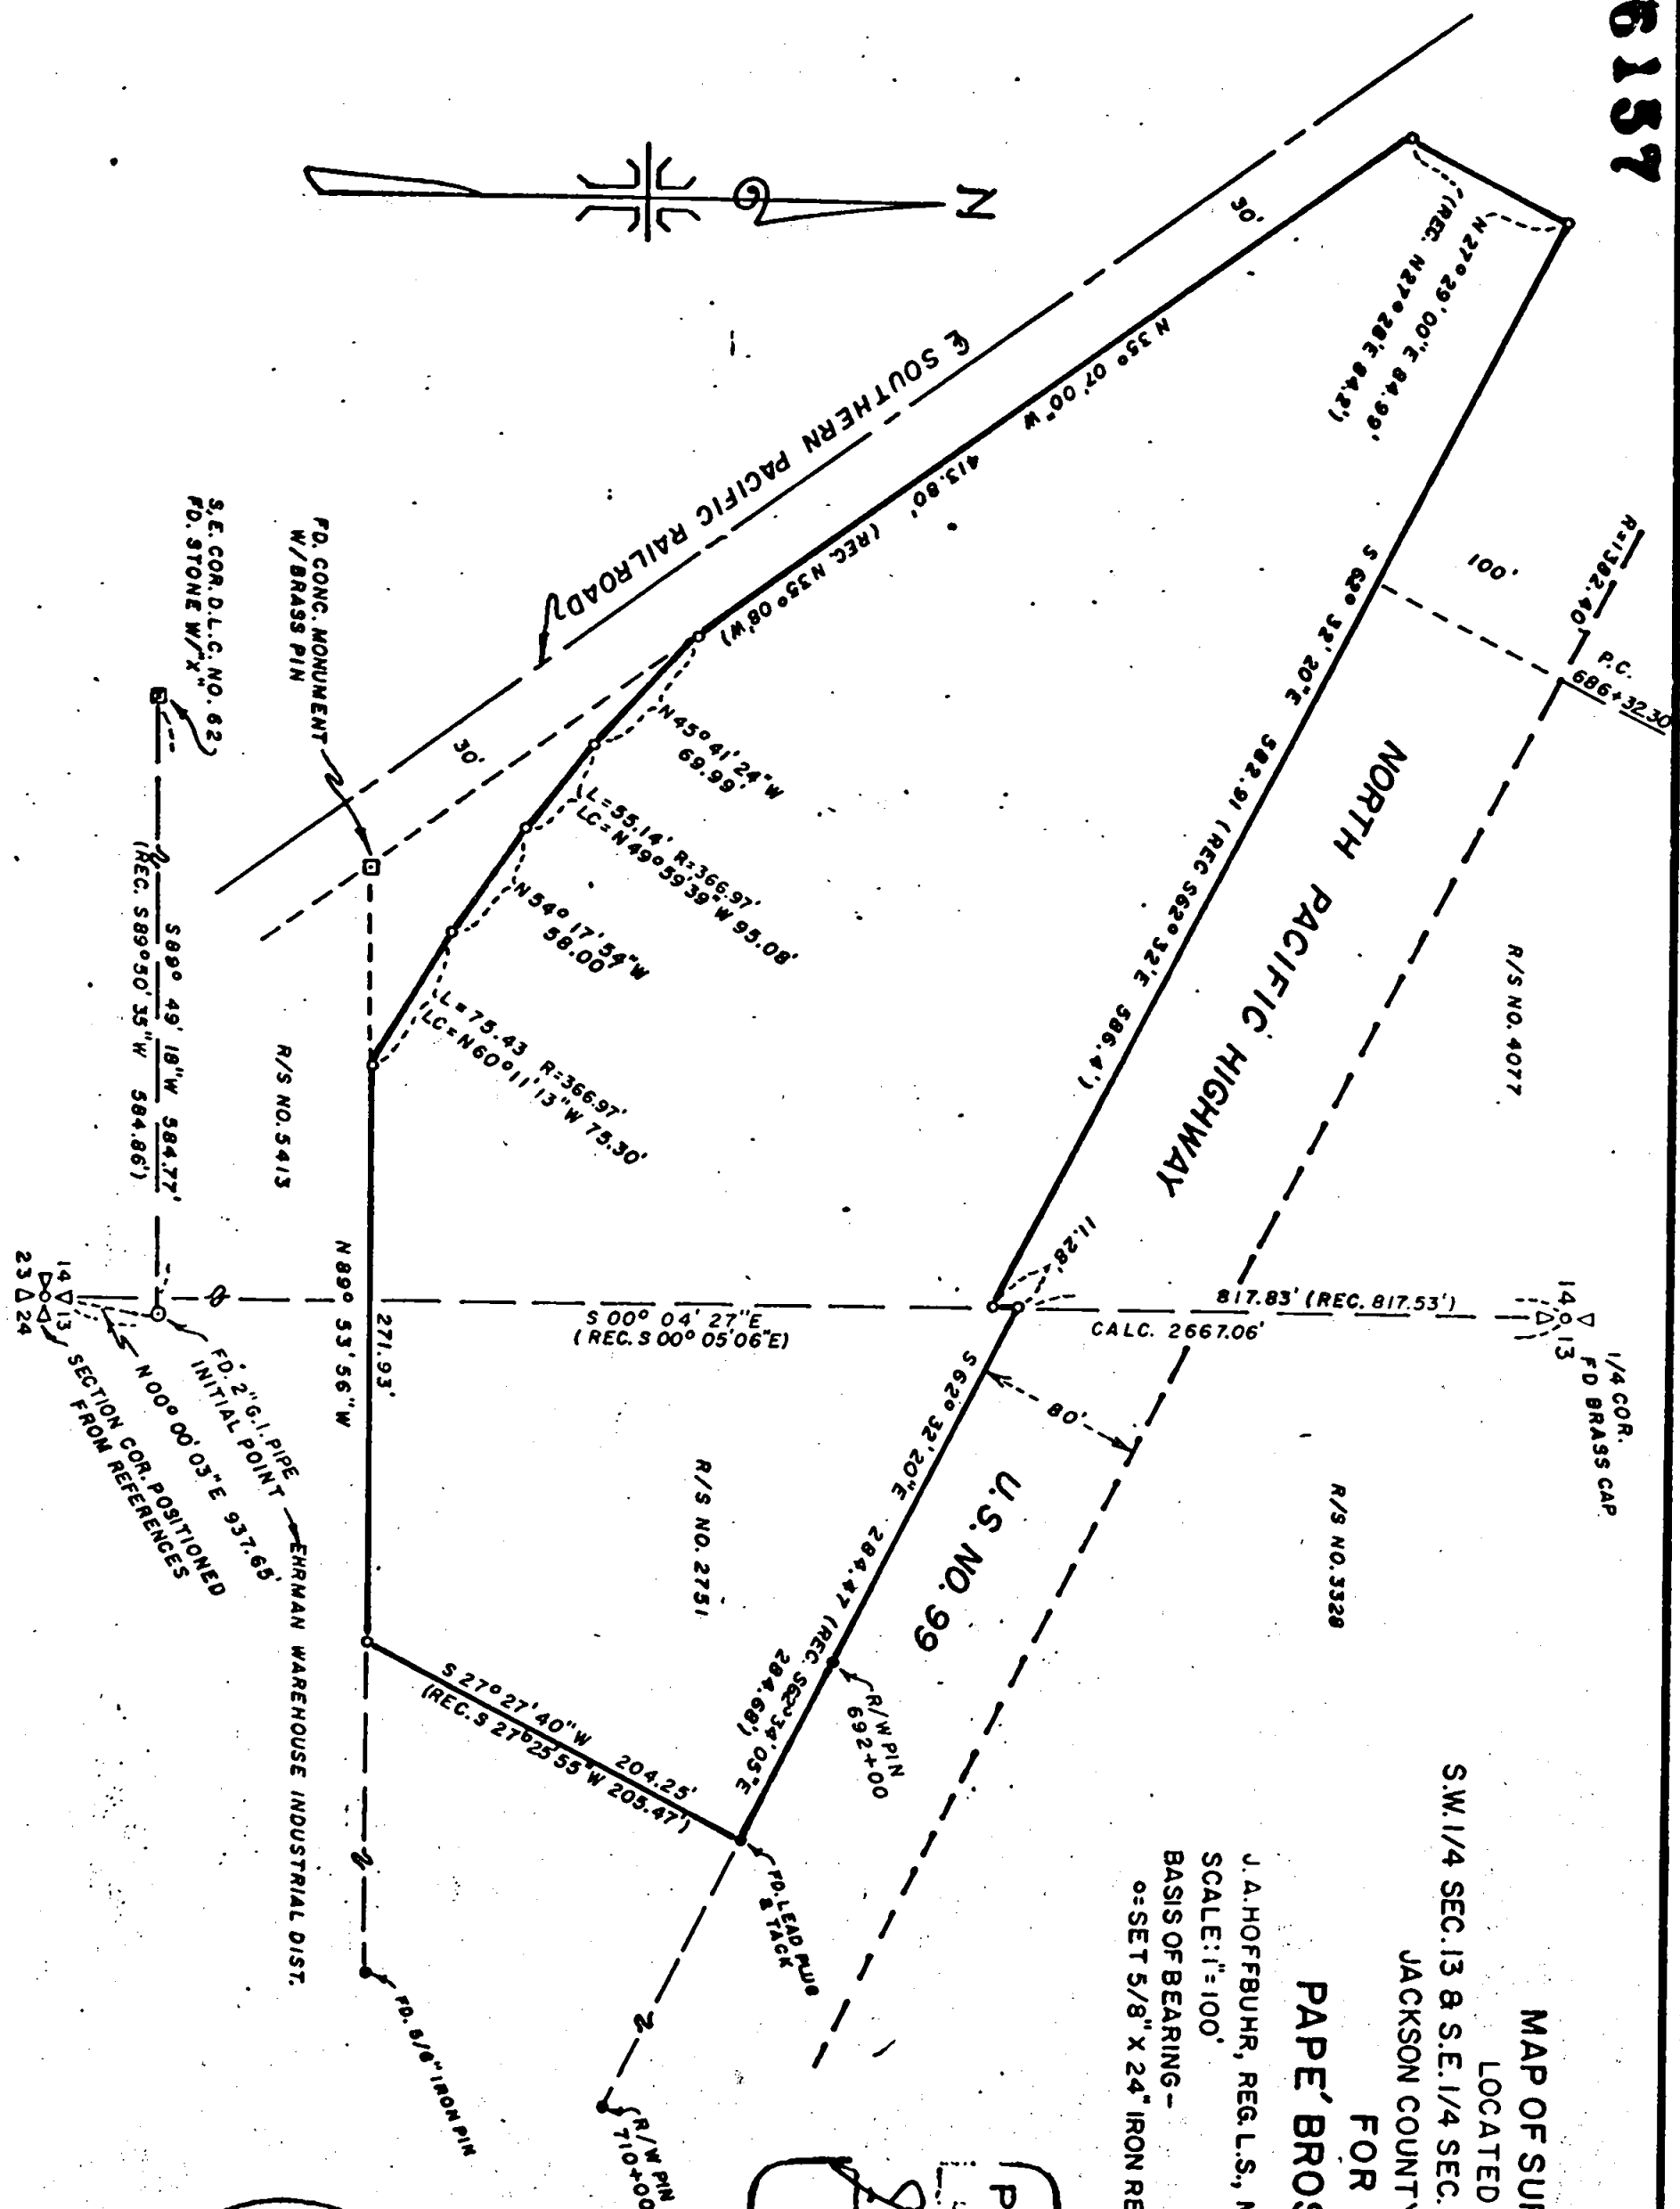 6157
N
30'
(REC. N27°28'E 84.2')
N 27°29'00"E 84.99'
N 35° 07' 00" W
413.80'
(REC. N35° 08'W)
℄ SOUTHERN PACIFIC RAILROAD
100'
R=1382.40'
P.C.
686+32.30
S 62° 32' 20"E
582.91 (REC S62°32'E 586.4')
NORTH PACIFIC HIGHWAY
R/S NO. 4077
FD. CONC. MONUMENT
W/BRASS PIN
S.E. COR. D.L.C. NO. 62
FD. STONE W/"X"
30'
N45°41'24"W
69.99'
L=55.14' R=366.97'
LC=N49°59'39"W 95.08'
N54°17'54"W
58.00'
L=75.43 R=366.97'
LC=N60°11'13"W 75.30'
S 89° 49' 18"W 584.77'
(REC. S89°50'35"W 584.86')
R/S NO. 5413
N 89° 53' 56" W
271.93'
S 00° 04' 27"E
(REC. S 00° 05'06"E)
11.28'
817.83' (REC. 817.53')
CALC. 2667.06'
14
13
1/4 COR.
FD BRASS CAP
14 13
23 24
SECTION COR. POSITIONED
FROM REFERENCES
N 00° 00' 03"E 937.65'
FD. 2"G.I. PIPE
INITIAL POINT
EHRMAN WAREHOUSE INDUSTRIAL DIST.
80'
S 62° 32' 20"E
284.47 (REC. S62°34'05"E
284.68')
U.S. NO. 99
R/S NO. 3328
R/S NO. 2751
R/W PIN
692+00
S 27° 27' 40" W 204.25'
(REC. S 27°25'55"W 205.47')
FD. LEAD PLUG
& TACK
FD. 5/8" IRON PIN
R/W PIN
710+00
MAP OF SU
LOCATED
S.W.1/4 SEC.13 & S.E.1/4 SEC.
JACKSON COUNTY
FOR
PAPE' BROS
J.A.HOFFBUHR, REG. L.S.,
SCALE: 1"=100'
BASIS OF BEARING-
o=SET 5/8" X 24" IRON RE
P